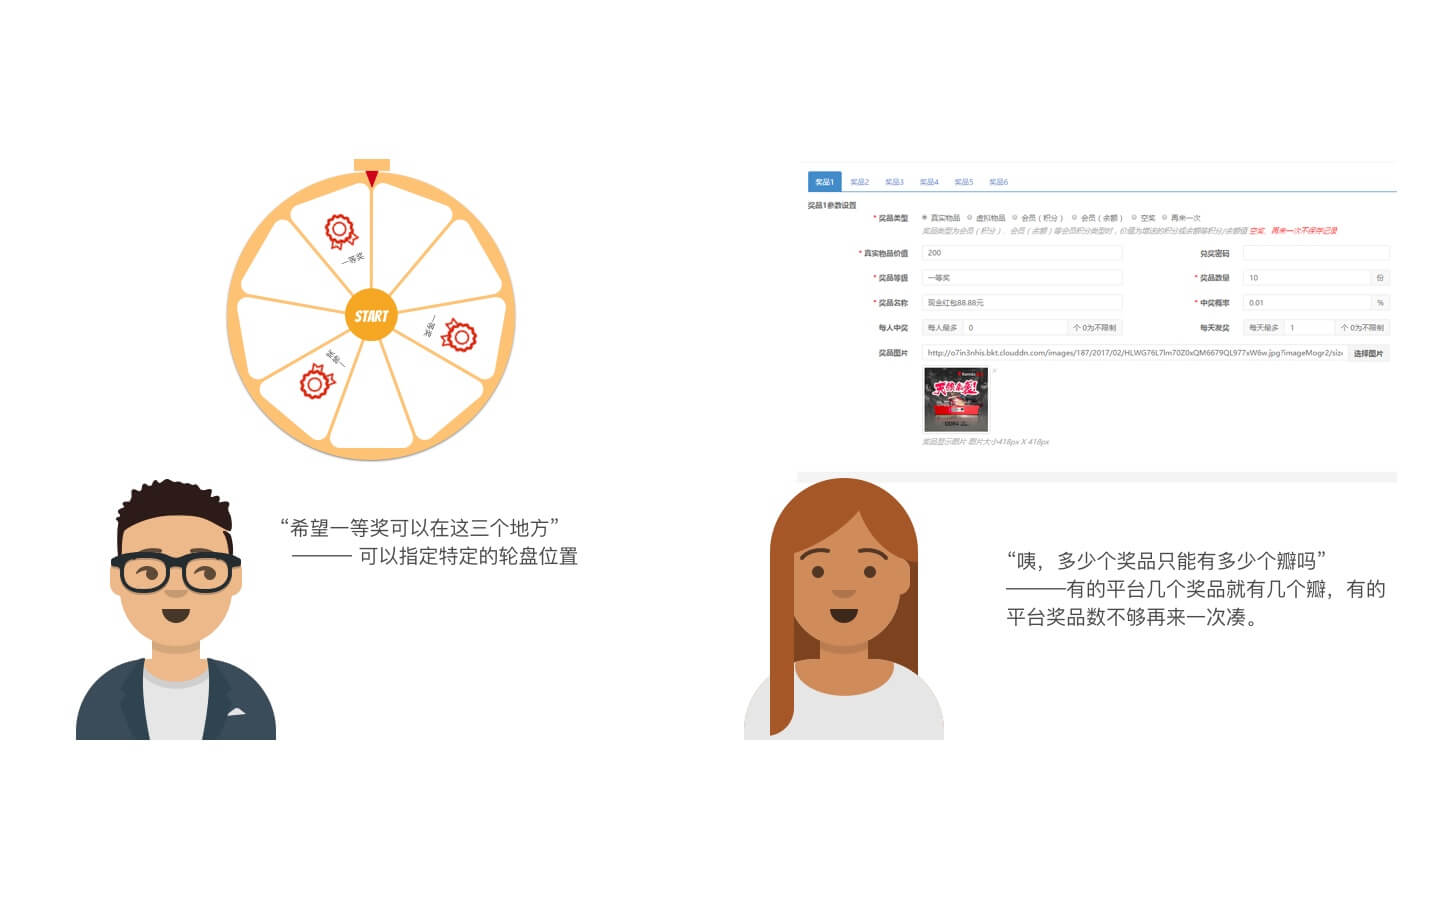 一等奖
一等奖
一等奖
START
“希望一等奖可以在这三个地方”
——— 可以指定特定的轮盘位置
奖品1 奖品2 奖品3 奖品4 奖品5 奖品6
奖品1参数设置
* 奖品类型 真实物品 虚拟物品 会员（积分） 会员（余额） 空奖 再来一次
奖品类型为会员（积分）、会员（余额）等会员积分类型时，价值为增送的积分或余额等积分/余额值 空奖、再来一次不保存记录
* 真实物品价值 200 兑奖密码
* 奖品等级 一等奖 * 奖品数量 10 份
* 奖品名称 现金红包88.88元 * 中奖概率 0.01 %
每人中奖 每人最多 0 个 0为不限制 每天发奖 每天最多 1 个 0为不限制
奖品图片 http://o7in3nhis.bkt.clouddn.com/images/187/2017/02/HLWG76L7Im70Z0xQM6679QL977xW6w.jpg?imageMogr2/size 选择图片
奖品显示图片 图片大小418px X 418px
“咦，多少个奖品只能有多少个瓣吗”
———有的平台几个奖品就有几个瓣，有的
平台奖品数不够再来一次凑。